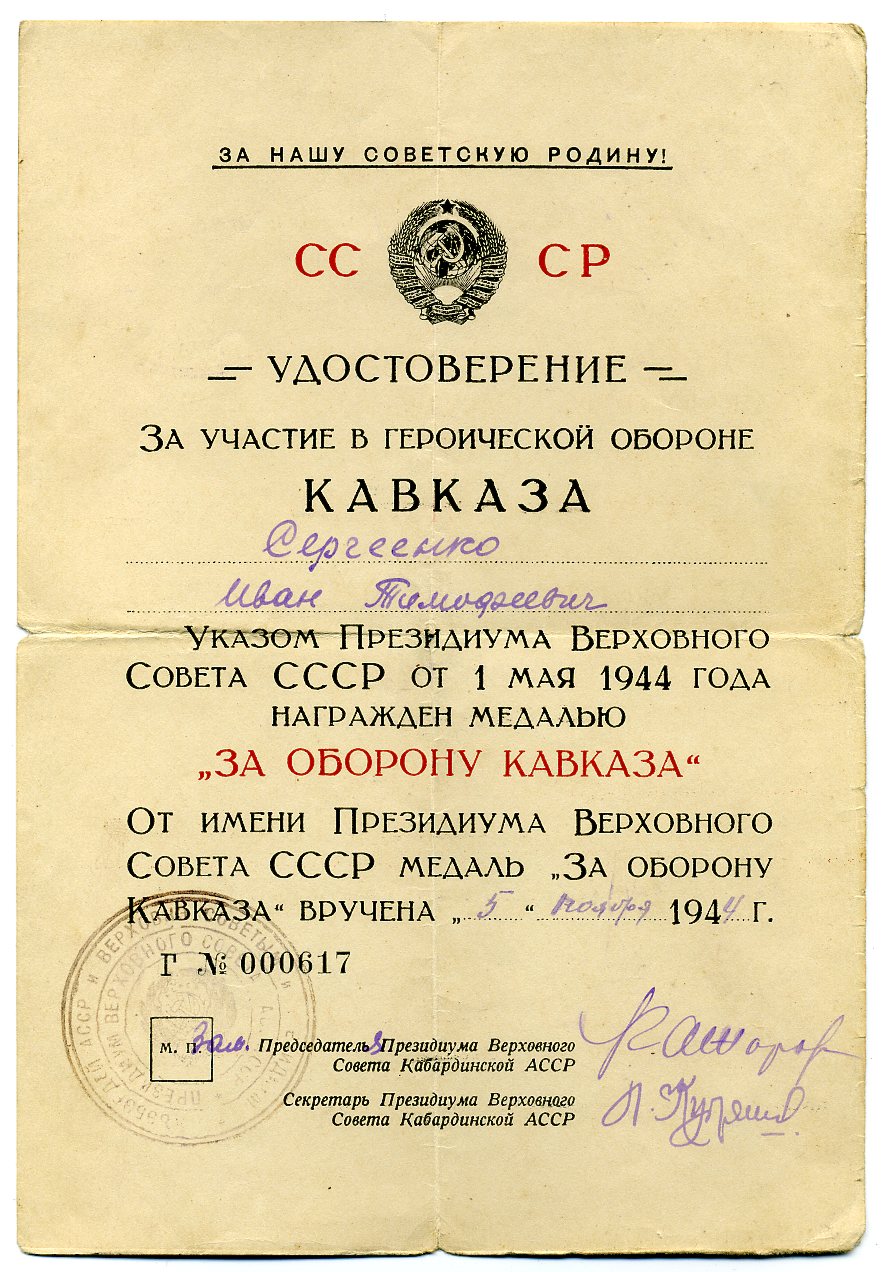 ЗА НАШУ СОВЕТСКУЮ РОДИНУ!
СС СР
УДОСТОВЕРЕНИЕ
ЗА УЧАСТИЕ В ГЕРОИЧЕСКОЙ ОБОРОНЕ
КАВКАЗА
Сергеенко
Иван Тимофеевич
УКАЗОМ ПРЕЗИДИУМА ВЕРХОВНОГО
СОВЕТА СССР ОТ 1 МАЯ 1944 ГОДА
НАГРАЖДЕН МЕДАЛЬЮ
„ЗА ОБОРОНУ КАВКАЗА“
ОТ ИМЕНИ ПРЕЗИДИУМА ВЕРХОВНОГО
СОВЕТА СССР МЕДАЛЬ „ЗА ОБОРОНУ
КАВКАЗА“ ВРУЧЕНА „5“ ноября 1944 Г.
Г № 000617
М. П. Зам. Председателя Президиума Верховного
Совета Кабардинской АССР
Секретарь Президиума Верховного
Совета Кабардинской АССР